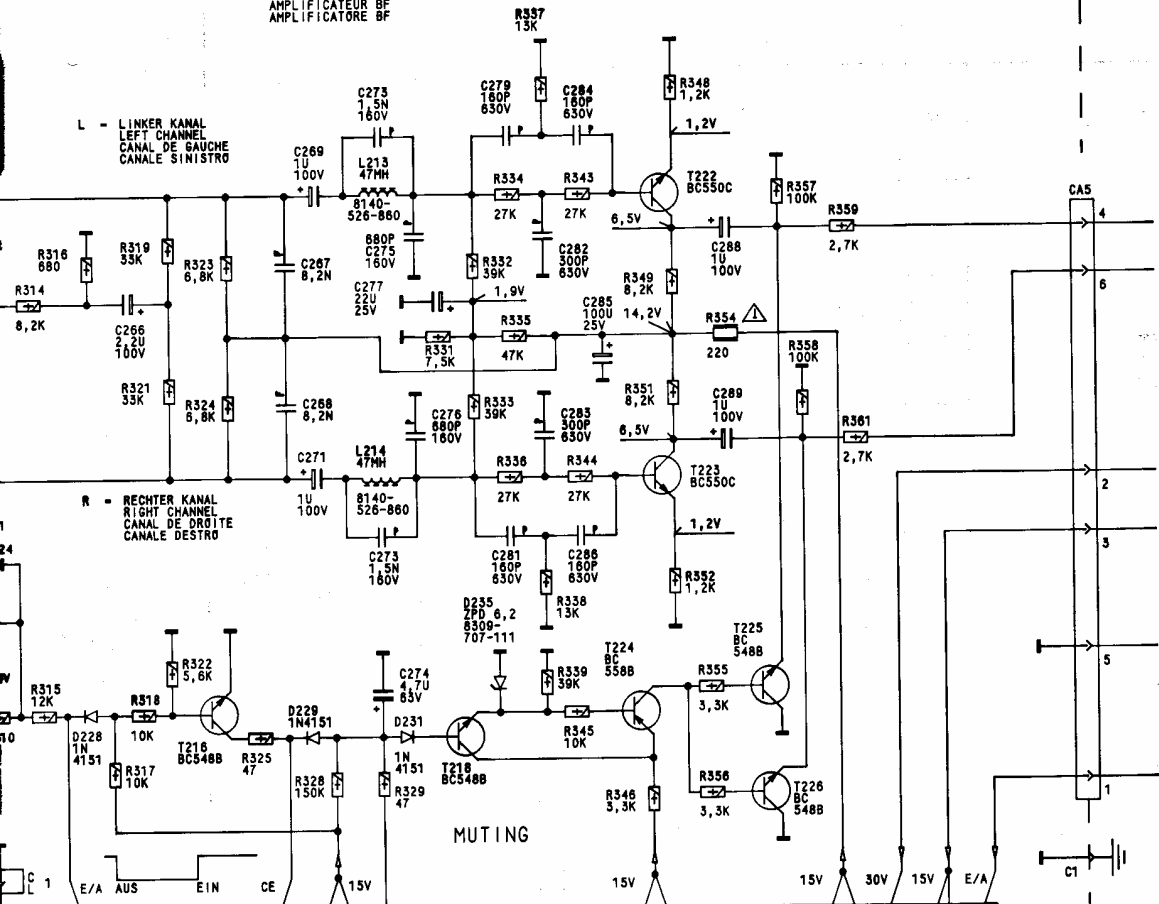 AMPLIFICATEUR BF
AMPLIFICATORE BF
R337
13K
C279
160P
630V
C284
160P
630V
R348
1,2K
1,2V
C273
1,5N
160V
L - LINKER KANAL
LEFT CHANNEL
CANAL DE GAUCHE
CANALE SINISTRO
C269
1U
100V
L213
47MH
8140-
526-860
R334
27K
R343
27K
T222
BC550C
R357
100K
R359
2,7K
CA5
4
6,5V
C288
1U
100V
680P
C275
160V
C282
300P
630V
R316
680
R319
33K
R323
6,8K
C267
8,2N
R332
39K
R349
8,2K
6
R314
8,2K
C266
2,2U
100V
C277
22U
25V
1,9V
C285
100U
25V
14,2V
R354
220
R335
47K
R331
7,5K
R358
100K
R321
33K
R324
6,8K
C268
8,2N
C276
680P
160V
R333
39K
C283
300P
630V
R351
8,2K
C289
1U
100V
6,5V
R361
2,7K
C271
1U
100V
L214
47MH
8140-
526-860
R336
27K
R344
27K
T223
BC550C
2
R - RECHTER KANAL
RIGHT CHANNEL
CANAL DE DROITE
CANALE DESTRO
C273
1,5N
160V
C281
160P
630V
C286
160P
630V
1,2V
3
24
R338
13K
R352
1,2K
D235
ZPD 6,2
8309-
707-111
T224
BC
558B
T225
BC
548B
5
R322
5,6K
C274
4,7U
63V
R339
39K
R355
3,3K
R315
12K
R318
10K
D228
1N
4151
T216
BC548B
R325
47
D229
1N4151
D231
1N
4151
T218
BC548B
R345
10K
R317
10K
R328
150K
R329
47
R346
3,3K
R356
3,3K
T226
BC
548B
1
MUTING
C1
CL 1
E/A
AUS
EIN
CE
15V
15V
15V
30V
15V
E/A